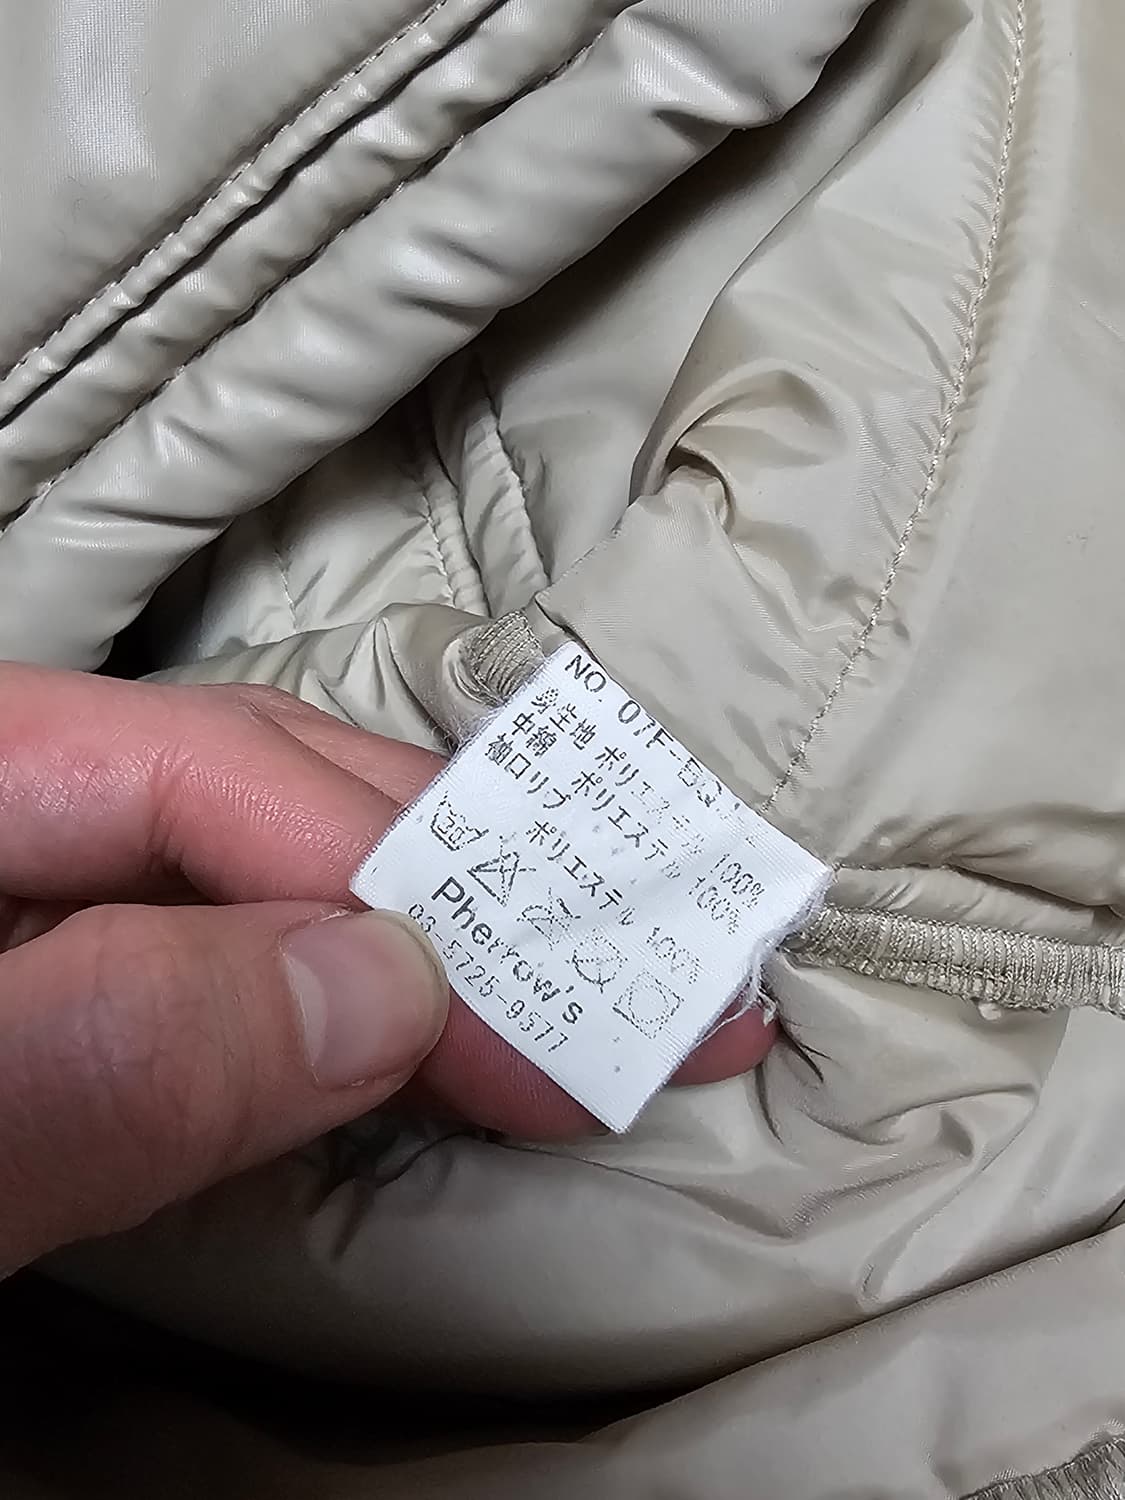 NO. 07F-
身生地 ポリエステル 100%
中綿 ポリエステル 100%
袖口リブ
ポリエステル 100%
Pherrow's
03-5725-9577